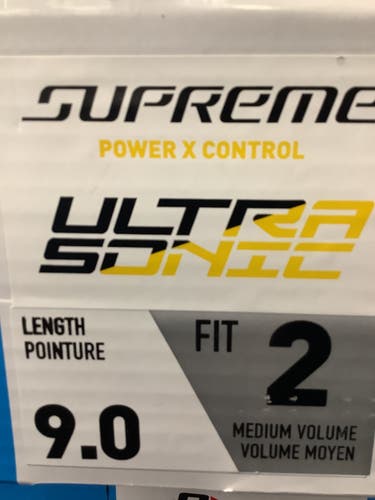 SUPREME
POWER X CONTROL
ULTRA
SONIC
LENGTH
POINTURE
9.0
FIT 2
MEDIUM VOLUME
VOLUME MOYEN